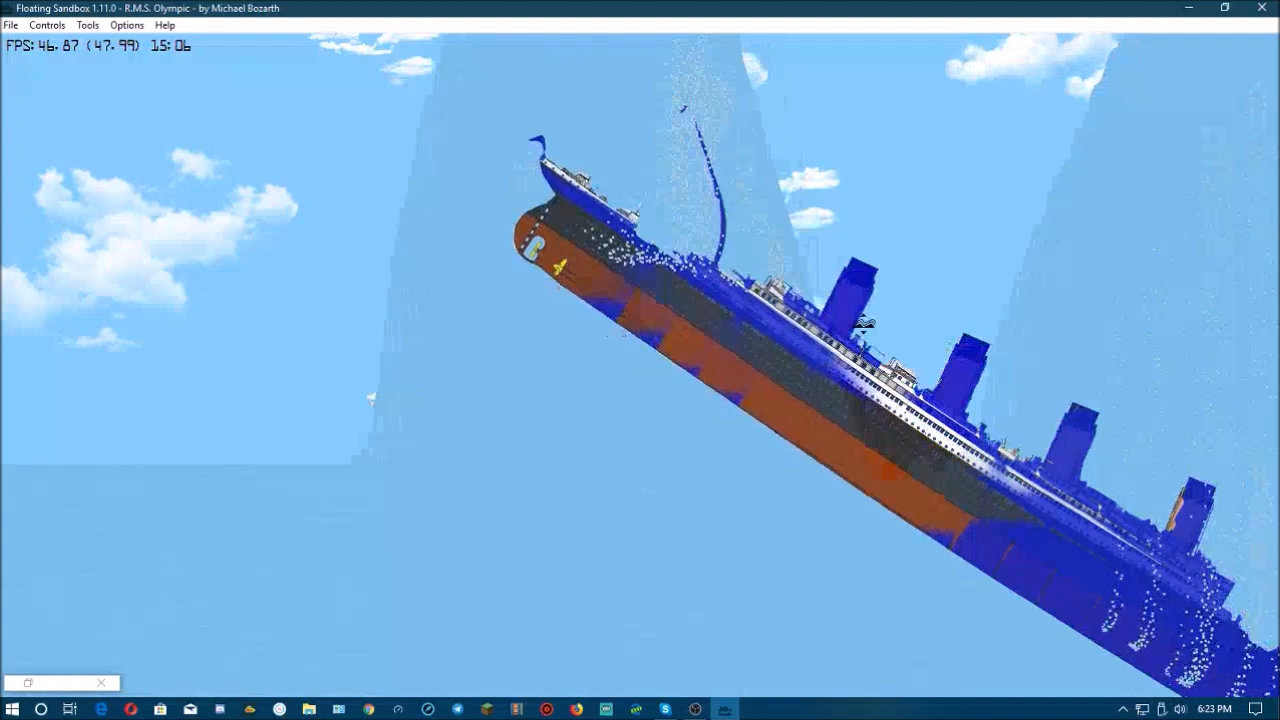 Floating Sandbox 1.11.0 - R.M.S. Olympic - by Michael Bozarth
File Controls Tools Options Help
FPS: 46.87 (47.99) 15:06
6:23 PM